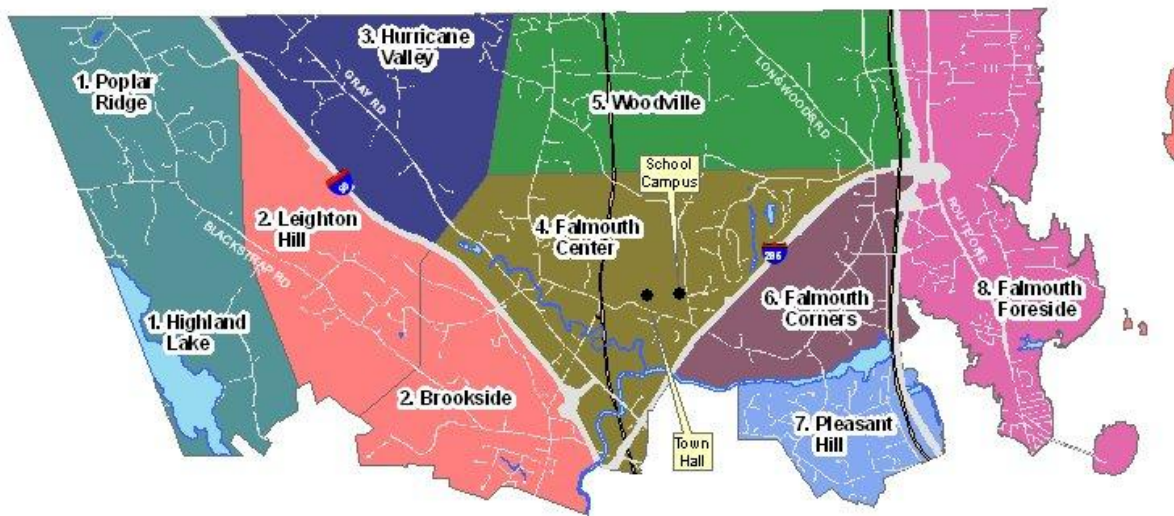 3. Hurricane
Valley
1. Poplar
Ridge
GRAY RD
5. Woodville
LONGWOODS RD
School
Campus
2. Leighton
Hill
BLACKSTRAP RD
4. Falmouth
Center
295
ROUTE ONE
6. Falmouth
Corners
8. Falmouth
Foreside
1. Highland
Lake
2. Brookside
7. Pleasant
Hill
Town
Hall